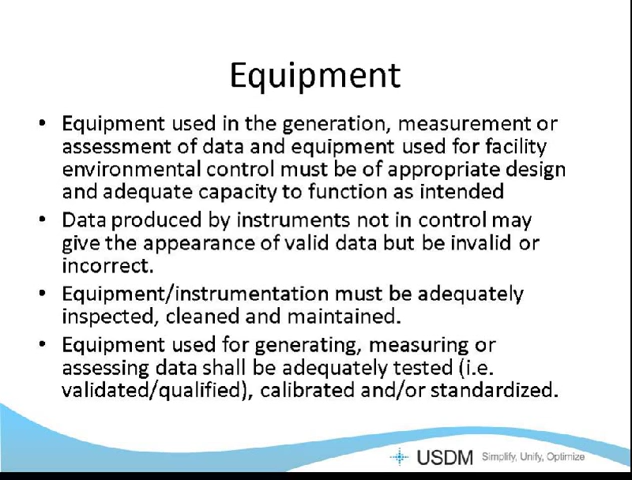 Equipment
• Equipment used in the generation, measurement or
assessment of data and equipment used for facility
environmental control must be of appropriate design
and adequate capacity to function as intended
• Data produced by instruments not in control may
give the appearance of valid data but be invalid or
incorrect.
• Equipment/instrumentation must be adequately
inspected, cleaned and maintained.
• Equipment used for generating, measuring or
assessing data shall be adequately tested (i.e.
validated/qualified), calibrated and/or standardized.
USDM Simplify, Unify, Optimize